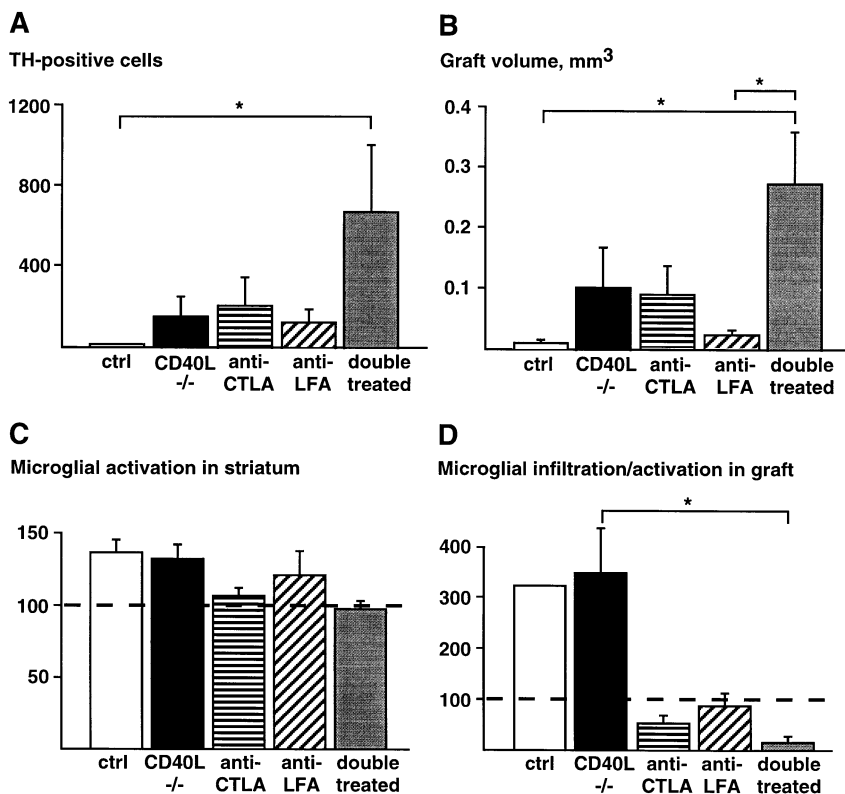 A
TH-positive cells
1200
800
400
*
ctrl CD40L -/- anti- CTLA anti- LFA double treated
B
Graft volume, mm3
0.4
0.3
0.2
0.1
*
*
ctrl CD40L -/- anti- CTLA anti- LFA double treated
C
Microglial activation in striatum
150
100
50
ctrl CD40L -/- anti- CTLA anti- LFA double treated
D
Microglial infiltration/activation in graft
400
300
200
100
*
ctrl CD40L -/- anti- CTLA anti- LFA double treated